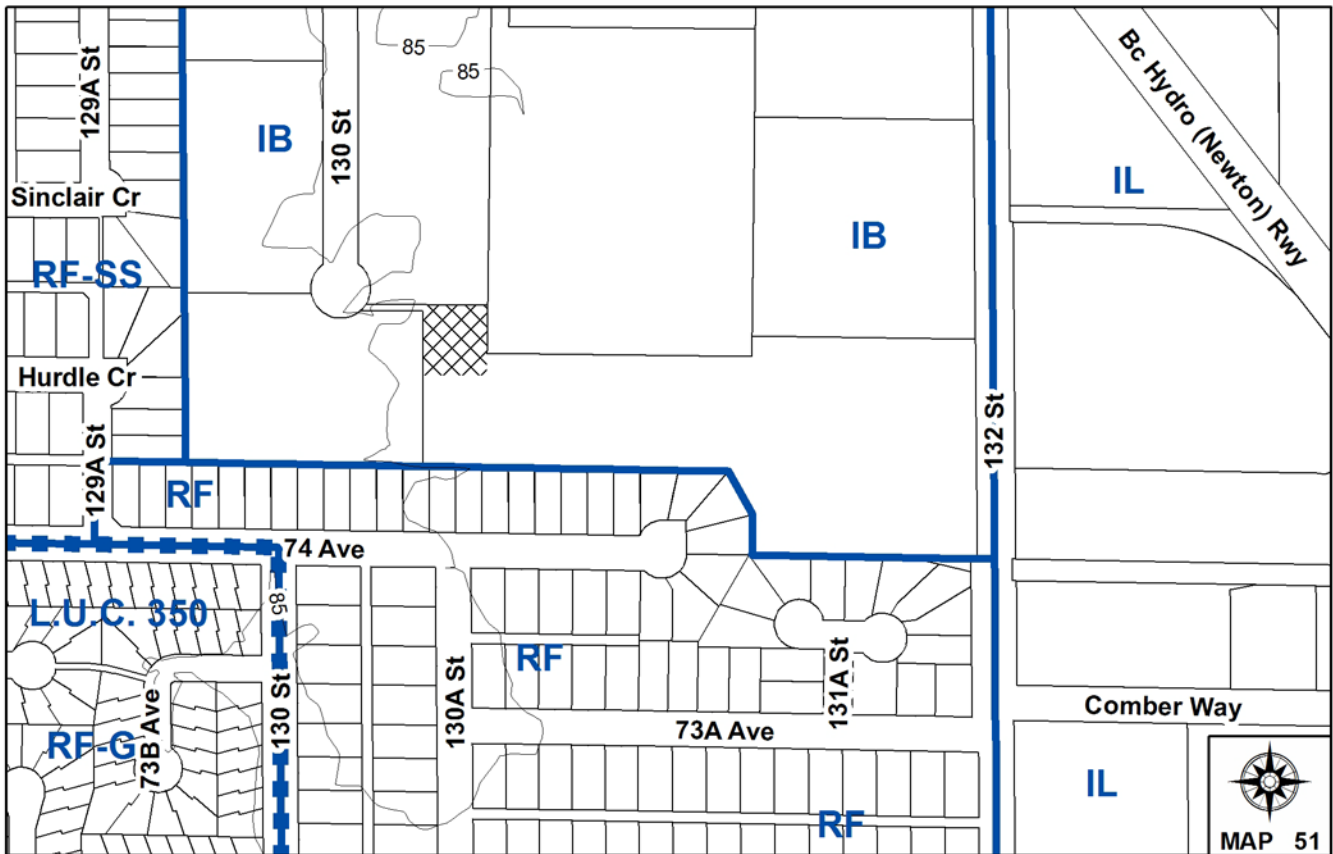 85
85
129A St
Bc Hydro (Newton) Rwy
IB
130 St
IL
Sinclair Cr
IB
RF-SS
Hurdle Cr
132 St
129A St
RF
74 Ave
85
L.U.C. 350
RF
131A St
130A St
130 St
73B Ave
Comber Way
73A Ave
RF-G
IL
RF
MAP 51